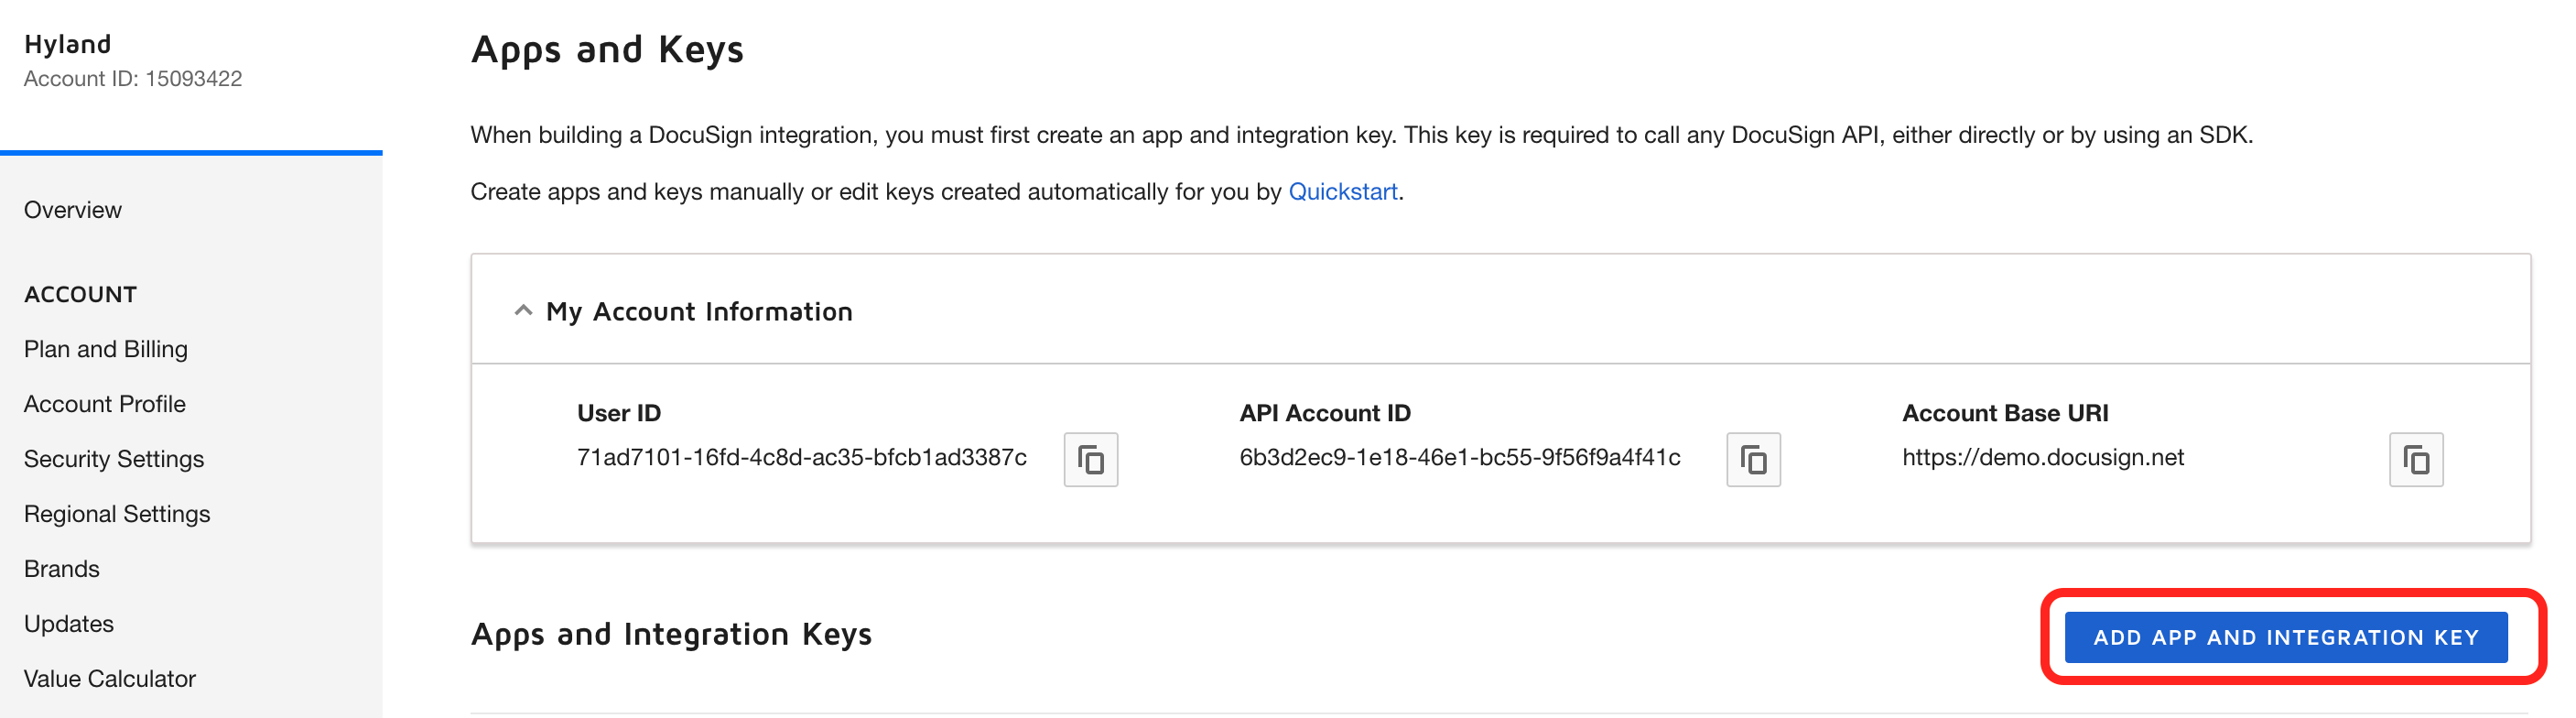 Hyland
Account ID: 15093422
Overview
ACCOUNT
Plan and Billing
Account Profile
Security Settings
Regional Settings
Brands
Updates
Value Calculator
Apps and Keys
When building a DocuSign integration, you must first create an app and integration key. This key is required to call any DocuSign API, either directly or by using an SDK.
Create apps and keys manually or edit keys created automatically for you by Quickstart.
My Account Information
User ID
71ad7101-16fd-4c8d-ac35-bfcb1ad3387c
API Account ID
6b3d2ec9-1e18-46e1-bc55-9f56f9a4f41c
Account Base URI
https://demo.docusign.net
Apps and Integration Keys
ADD APP AND INTEGRATION KEY